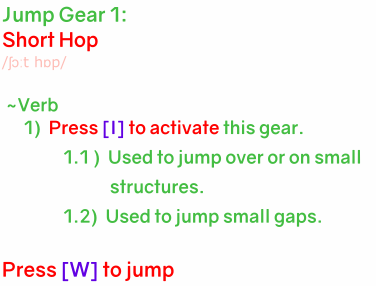 Jump Gear 1:
Short Hop
/ʃɔːt hɒp/
~Verb
1) Press [I] to activate this gear.
1.1 ) Used to jump over or on small
structures.
1.2) Used to jump small gaps.
Press [W] to jump